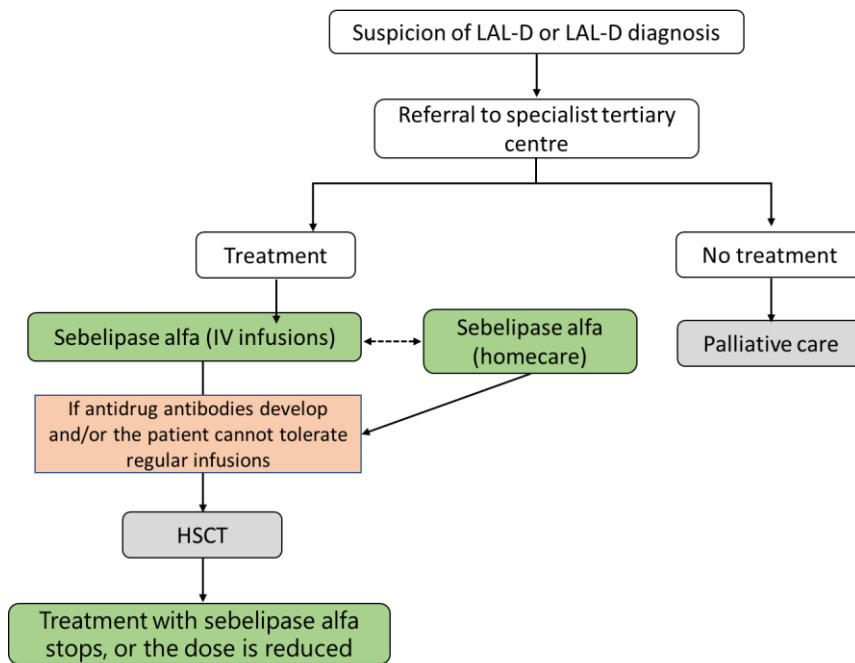 Suspicion of LAL-D or LAL-D diagnosis
Referral to specialist tertiary
centre
Treatment
No treatment
Sebelipase alfa (IV infusions)
Sebelipase alfa
(homecare)
Palliative care
If antidrug antibodies develop
and/or the patient cannot tolerate
regular infusions
HSCT
Treatment with sebelipase alfa
stops, or the dose is reduced